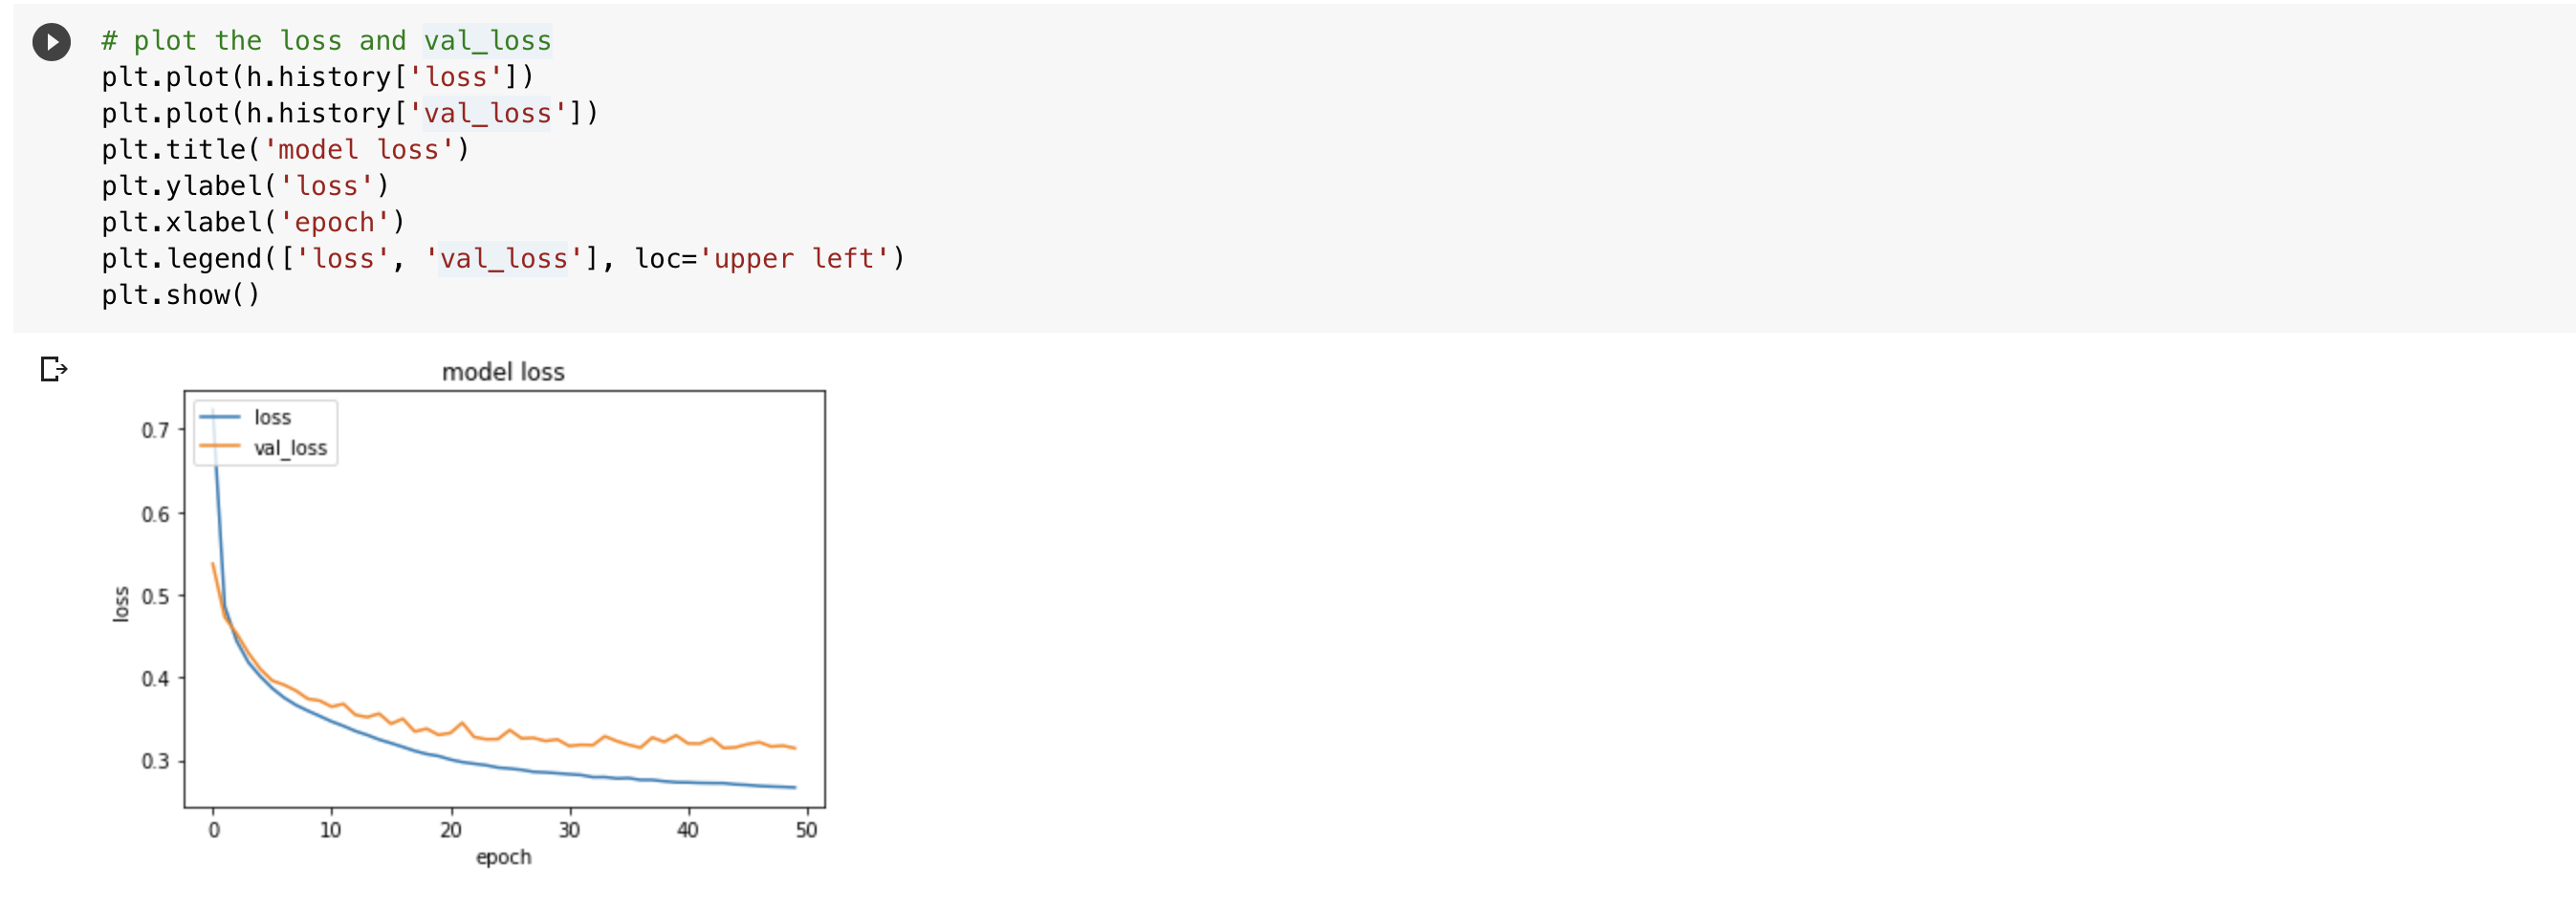 # plot the loss and val_loss
plt.plot(h.history['loss'])
plt.plot(h.history['val_loss'])
plt.title('model loss')
plt.ylabel('loss')
plt.xlabel('epoch')
plt.legend(['loss', 'val_loss'], loc='upper left')
plt.show()
model loss
loss
val_loss
0.7
0.6
0.5
0.4
0.3
loss
0 10 20 30 40 50
epoch